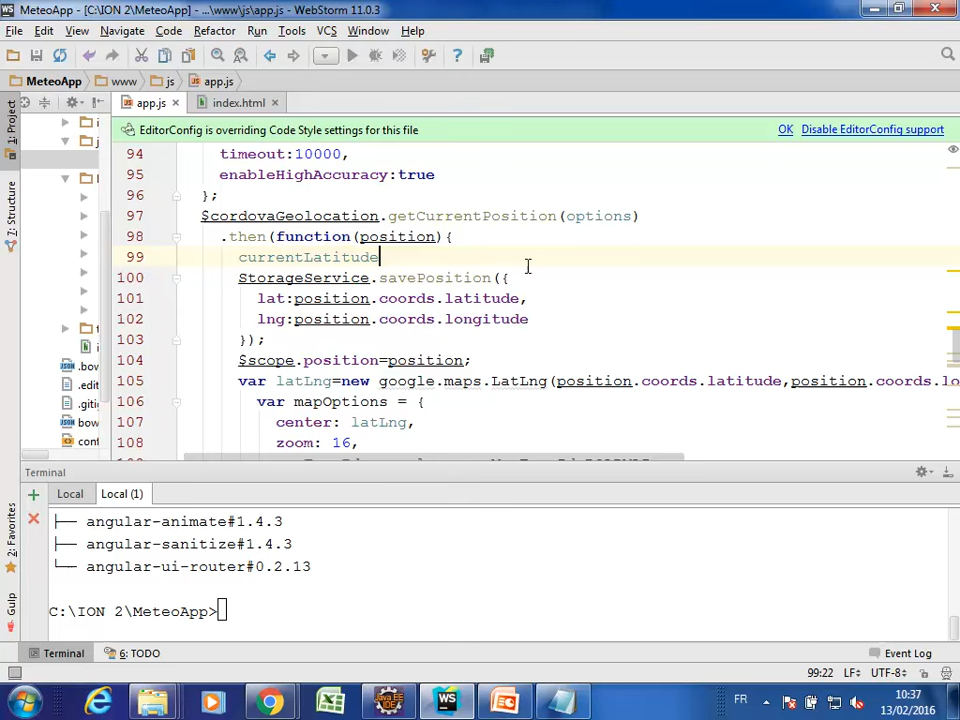 MeteoApp - [C:\ION 2\MeteoApp] - ...\www\js\app.js - WebStorm 11.0.3
File Edit View Navigate Code Refactor Run Tools VCS Window Help
MeteoApp www js app.js
app.js index.html
1: Project
7: Structure
2: Favorites
Gulp
EditorConfig is overriding Code Style settings for this file OK Disable EditorConfig support
94 timeout:10000,
95 enableHighAccuracy:true
96 };
97 $cordovaGeolocation.getCurrentPosition(options)
98 .then(function(position){
99 currentLatitude
100 StorageService.savePosition({
101 lat:position.coords.latitude,
102 lng:position.coords.longitude
103 });
104 $scope.position=position;
105 var latLng=new google.maps.LatLng(position.coords.latitude,position.coords.lo
106 var mapOptions = {
107 center: latLng,
108 zoom: 16,
.bow
.edit
.gitig
bow
conf
Terminal
Local Local (1)
├── angular-animate#1.4.3
├── angular-sanitize#1.4.3
└── angular-ui-router#0.2.13
C:\ION 2\MeteoApp>
Terminal 6: TODO Event Log
99:22 LF UTF-8
FR 10:37
13/02/2016